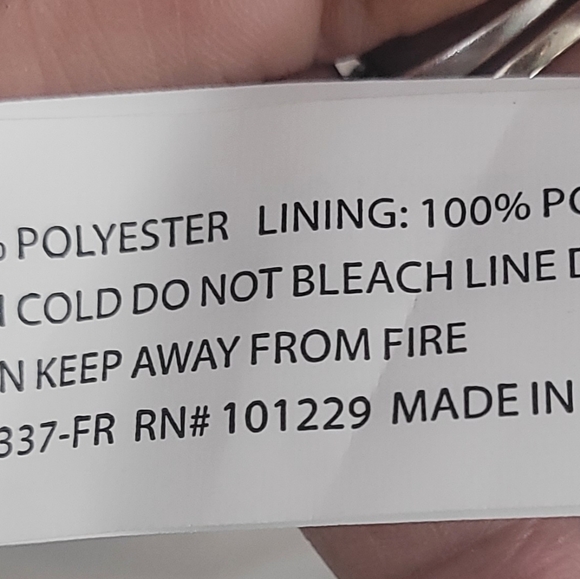 % POLYESTER LINING: 100% PO
COLD DO NOT BLEACH LINE D
N KEEP AWAY FROM FIRE
337-FR RN# 101229 MADE IN